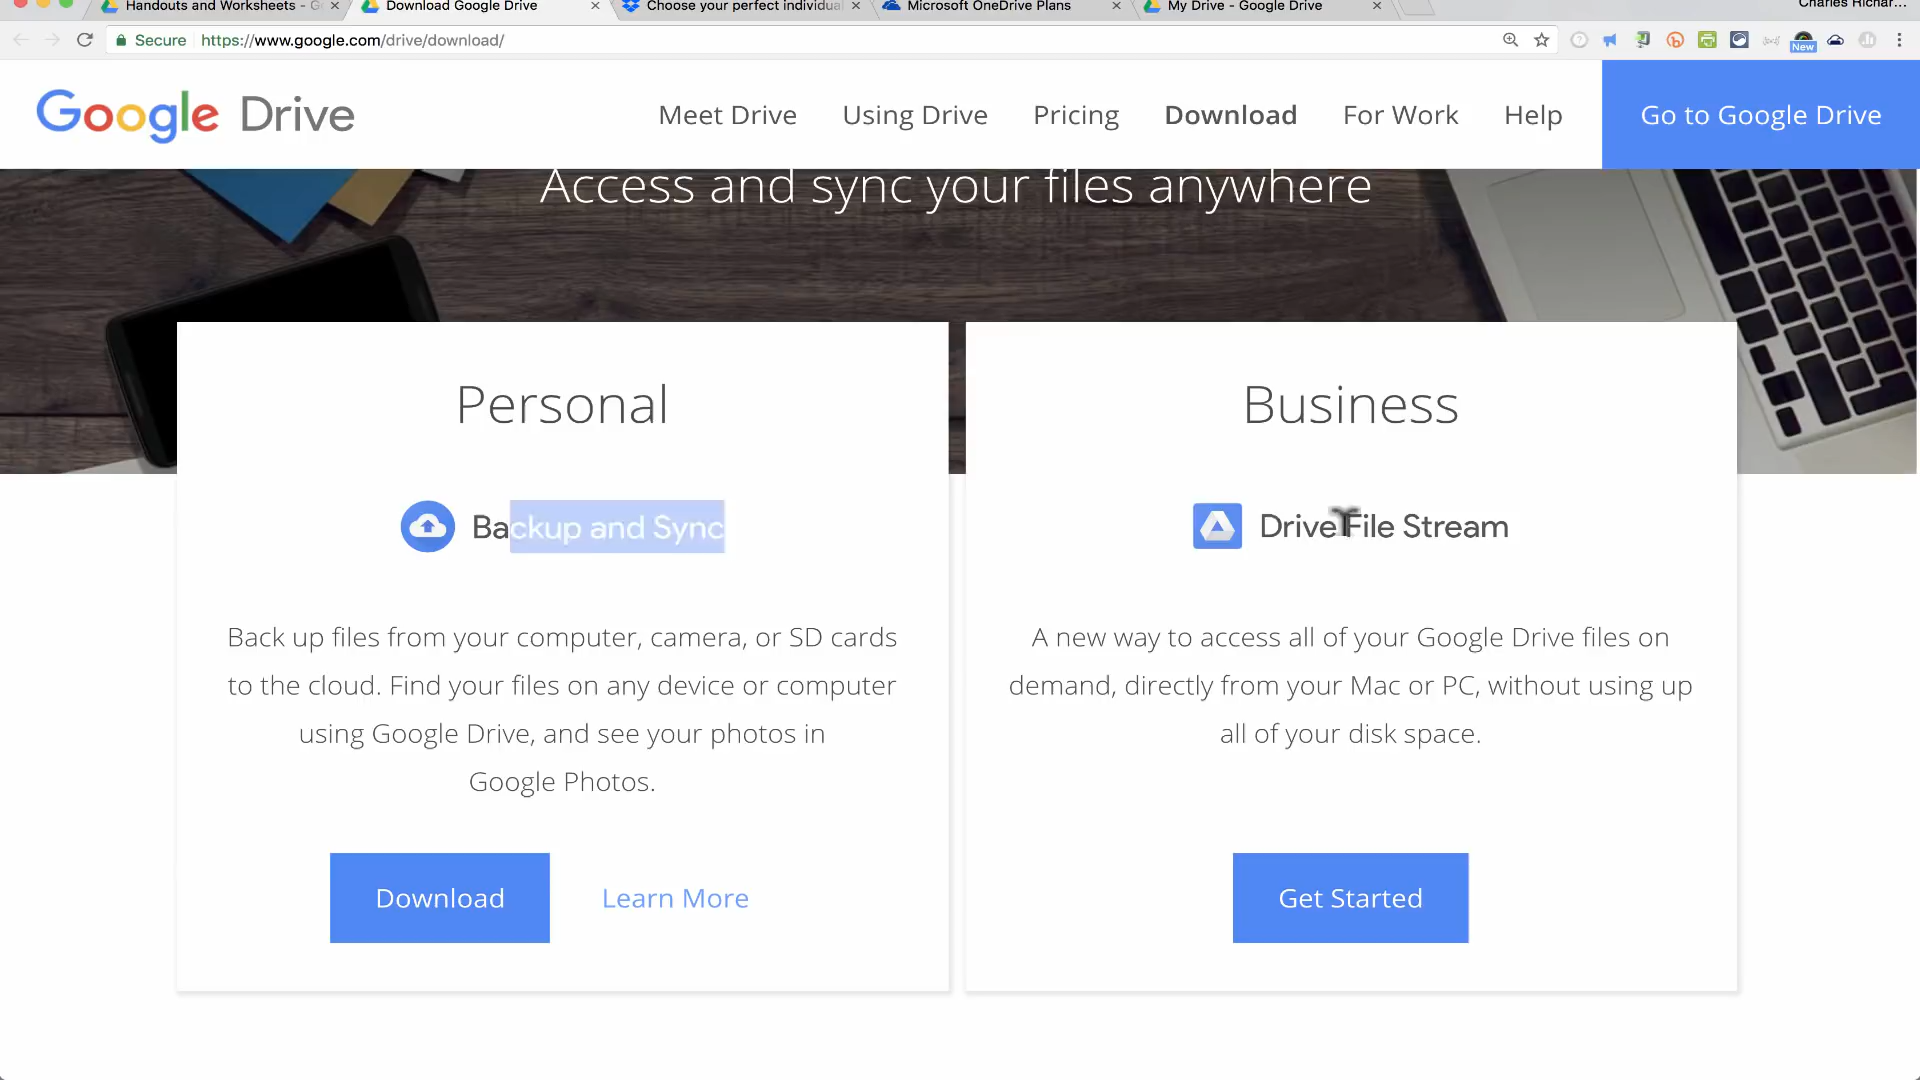 Handouts and Worksheets - G
Download Google Drive
Choose your perfect individual
Microsoft OneDrive Plans
My Drive - Google Drive
Charles Richar...
Secure
https://www.google.com/drive/download/
New
Google Drive
Meet Drive
Using Drive
Pricing
Download
For Work
Help
Go to Google Drive
Access and sync your files anywhere
Personal
Backup and Sync
Back up files from your computer, camera, or SD cards
to the cloud. Find your files on any device or computer
using Google Drive, and see your photos in
Google Photos.
Download
Learn More
Business
Drive File Stream
A new way to access all of your Google Drive files on
demand, directly from your Mac or PC, without using up
all of your disk space.
Get Started